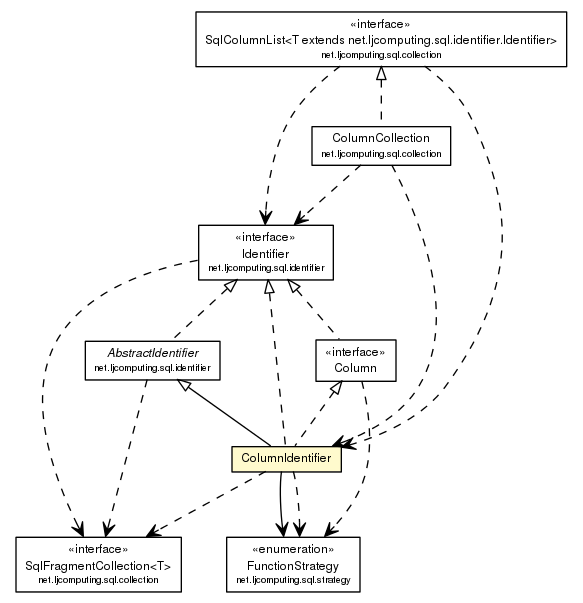 «interface»
SqlColumnList<T extends net.ljcomputing.sql.identifier.Identifier>
net.ljcomputing.sql.collection
ColumnCollection
net.ljcomputing.sql.collection
«interface»
Identifier
net.ljcomputing.sql.identifier
AbstractIdentifier
net.ljcomputing.sql.identifier
«interface»
Column
ColumnIdentifier
«interface»
SqlFragmentCollection<T>
net.ljcomputing.sql.collection
«enumeration»
FunctionStrategy
net.ljcomputing.sql.strategy